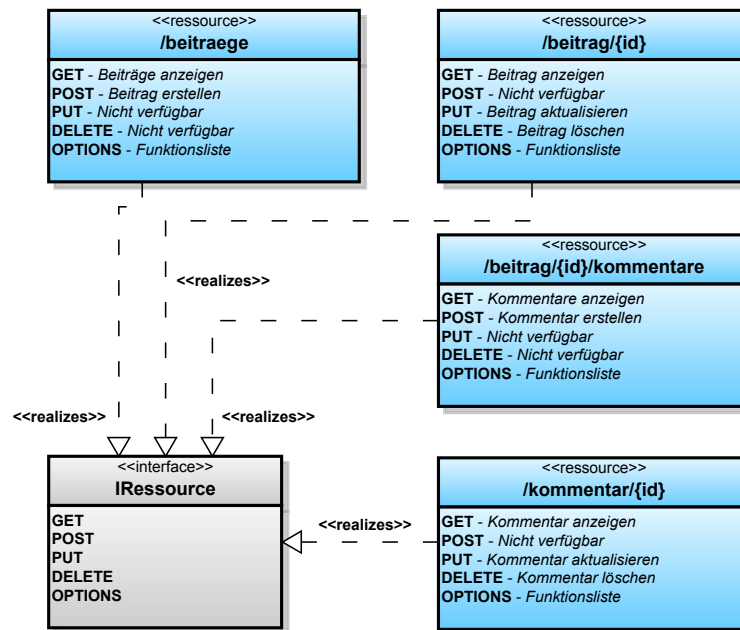 <<ressource>>
/beitraege
GET - Beiträge anzeigen
POST - Beitrag erstellen
PUT - Nicht verfügbar
DELETE - Nicht verfügbar
OPTIONS - Funktionsliste
<<ressource>>
/beitrag/{id}
GET - Beitrag anzeigen
POST - Nicht verfügbar
PUT - Beitrag aktualisieren
DELETE - Beitrag löschen
OPTIONS - Funktionsliste
<<realizes>>
<<ressource>>
/beitrag/{id}/kommentare
GET - Kommentare anzeigen
POST - Kommentar erstellen
PUT - Nicht verfügbar
DELETE - Nicht verfügbar
OPTIONS - Funktionsliste
<<realizes>>
<<realizes>>
<<interface>>
IRessource
GET
POST
PUT
DELETE
OPTIONS
<<realizes>>
<<ressource>>
/kommentar/{id}
GET - Kommentar anzeigen
POST - Nicht verfügbar
PUT - Kommentar aktualisieren
DELETE - Kommentar löschen
OPTIONS - Funktionsliste